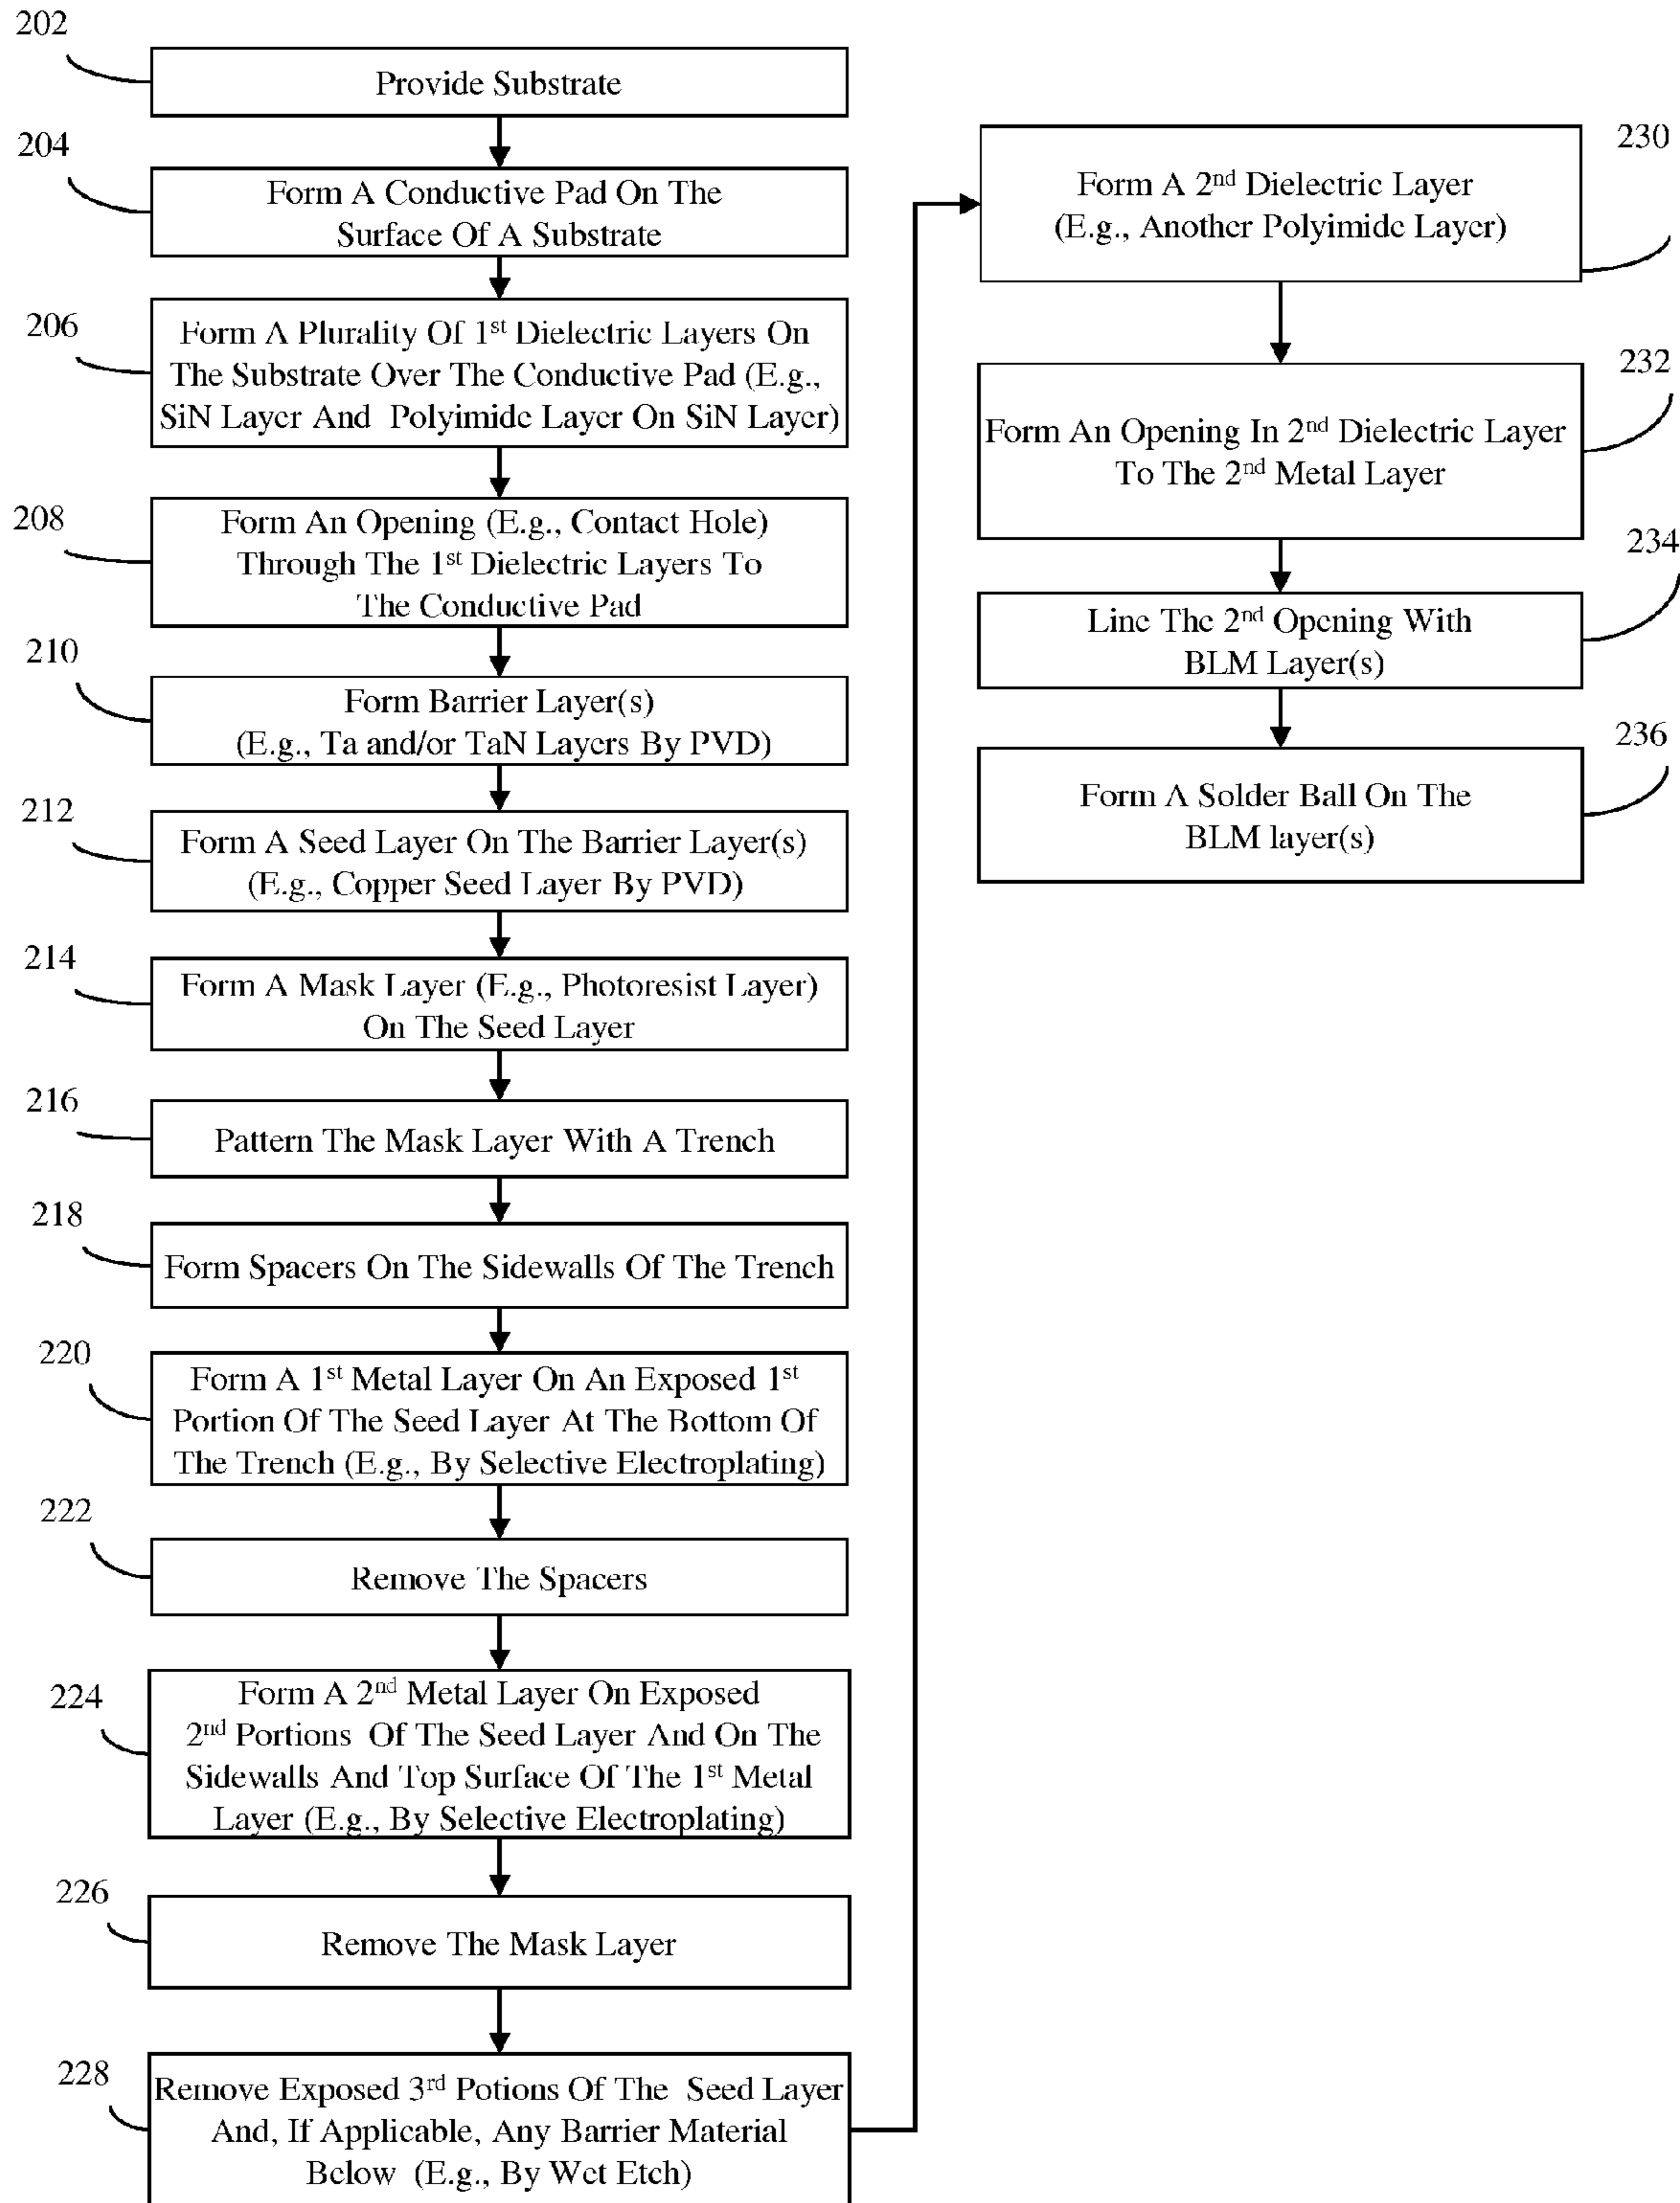 202
Provide Substrate
204
Form A Conductive Pad On The
Surface Of A Substrate
206
Form A Plurality Of 1st Dielectric Layers On
The Substrate Over The Conductive Pad (E.g.,
SiN Layer And Polyimide Layer On SiN Layer)
208
Form An Opening (E.g., Contact Hole)
Through The 1st Dielectric Layers To
The Conductive Pad
210
Form Barrier Layer(s)
(E.g., Ta and/or TaN Layers By PVD)
212
Form A Seed Layer On The Barrier Layer(s)
(E.g., Copper Seed Layer By PVD)
214
Form A Mask Layer (E.g., Photoresist Layer)
On The Seed Layer
216
Pattern The Mask Layer With A Trench
218
Form Spacers On The Sidewalls Of The Trench
220
Form A 1st Metal Layer On An Exposed 1st
Portion Of The Seed Layer At The Bottom Of
The Trench (E.g., By Selective Electroplating)
222
Remove The Spacers
224
Form A 2nd Metal Layer On Exposed
2nd Portions Of The Seed Layer And On The
Sidewalls And Top Surface Of The 1st Metal
Layer (E.g., By Selective Electroplating)
226
Remove The Mask Layer
228
Remove Exposed 3rd Potions Of The Seed Layer
And, If Applicable, Any Barrier Material
Below (E.g., By Wet Etch)
230
Form A 2nd Dielectric Layer
(E.g., Another Polyimide Layer)
232
Form An Opening In 2nd Dielectric Layer
To The 2nd Metal Layer
234
Line The 2nd Opening With
BLM Layer(s)
236
Form A Solder Ball On The
BLM layer(s)